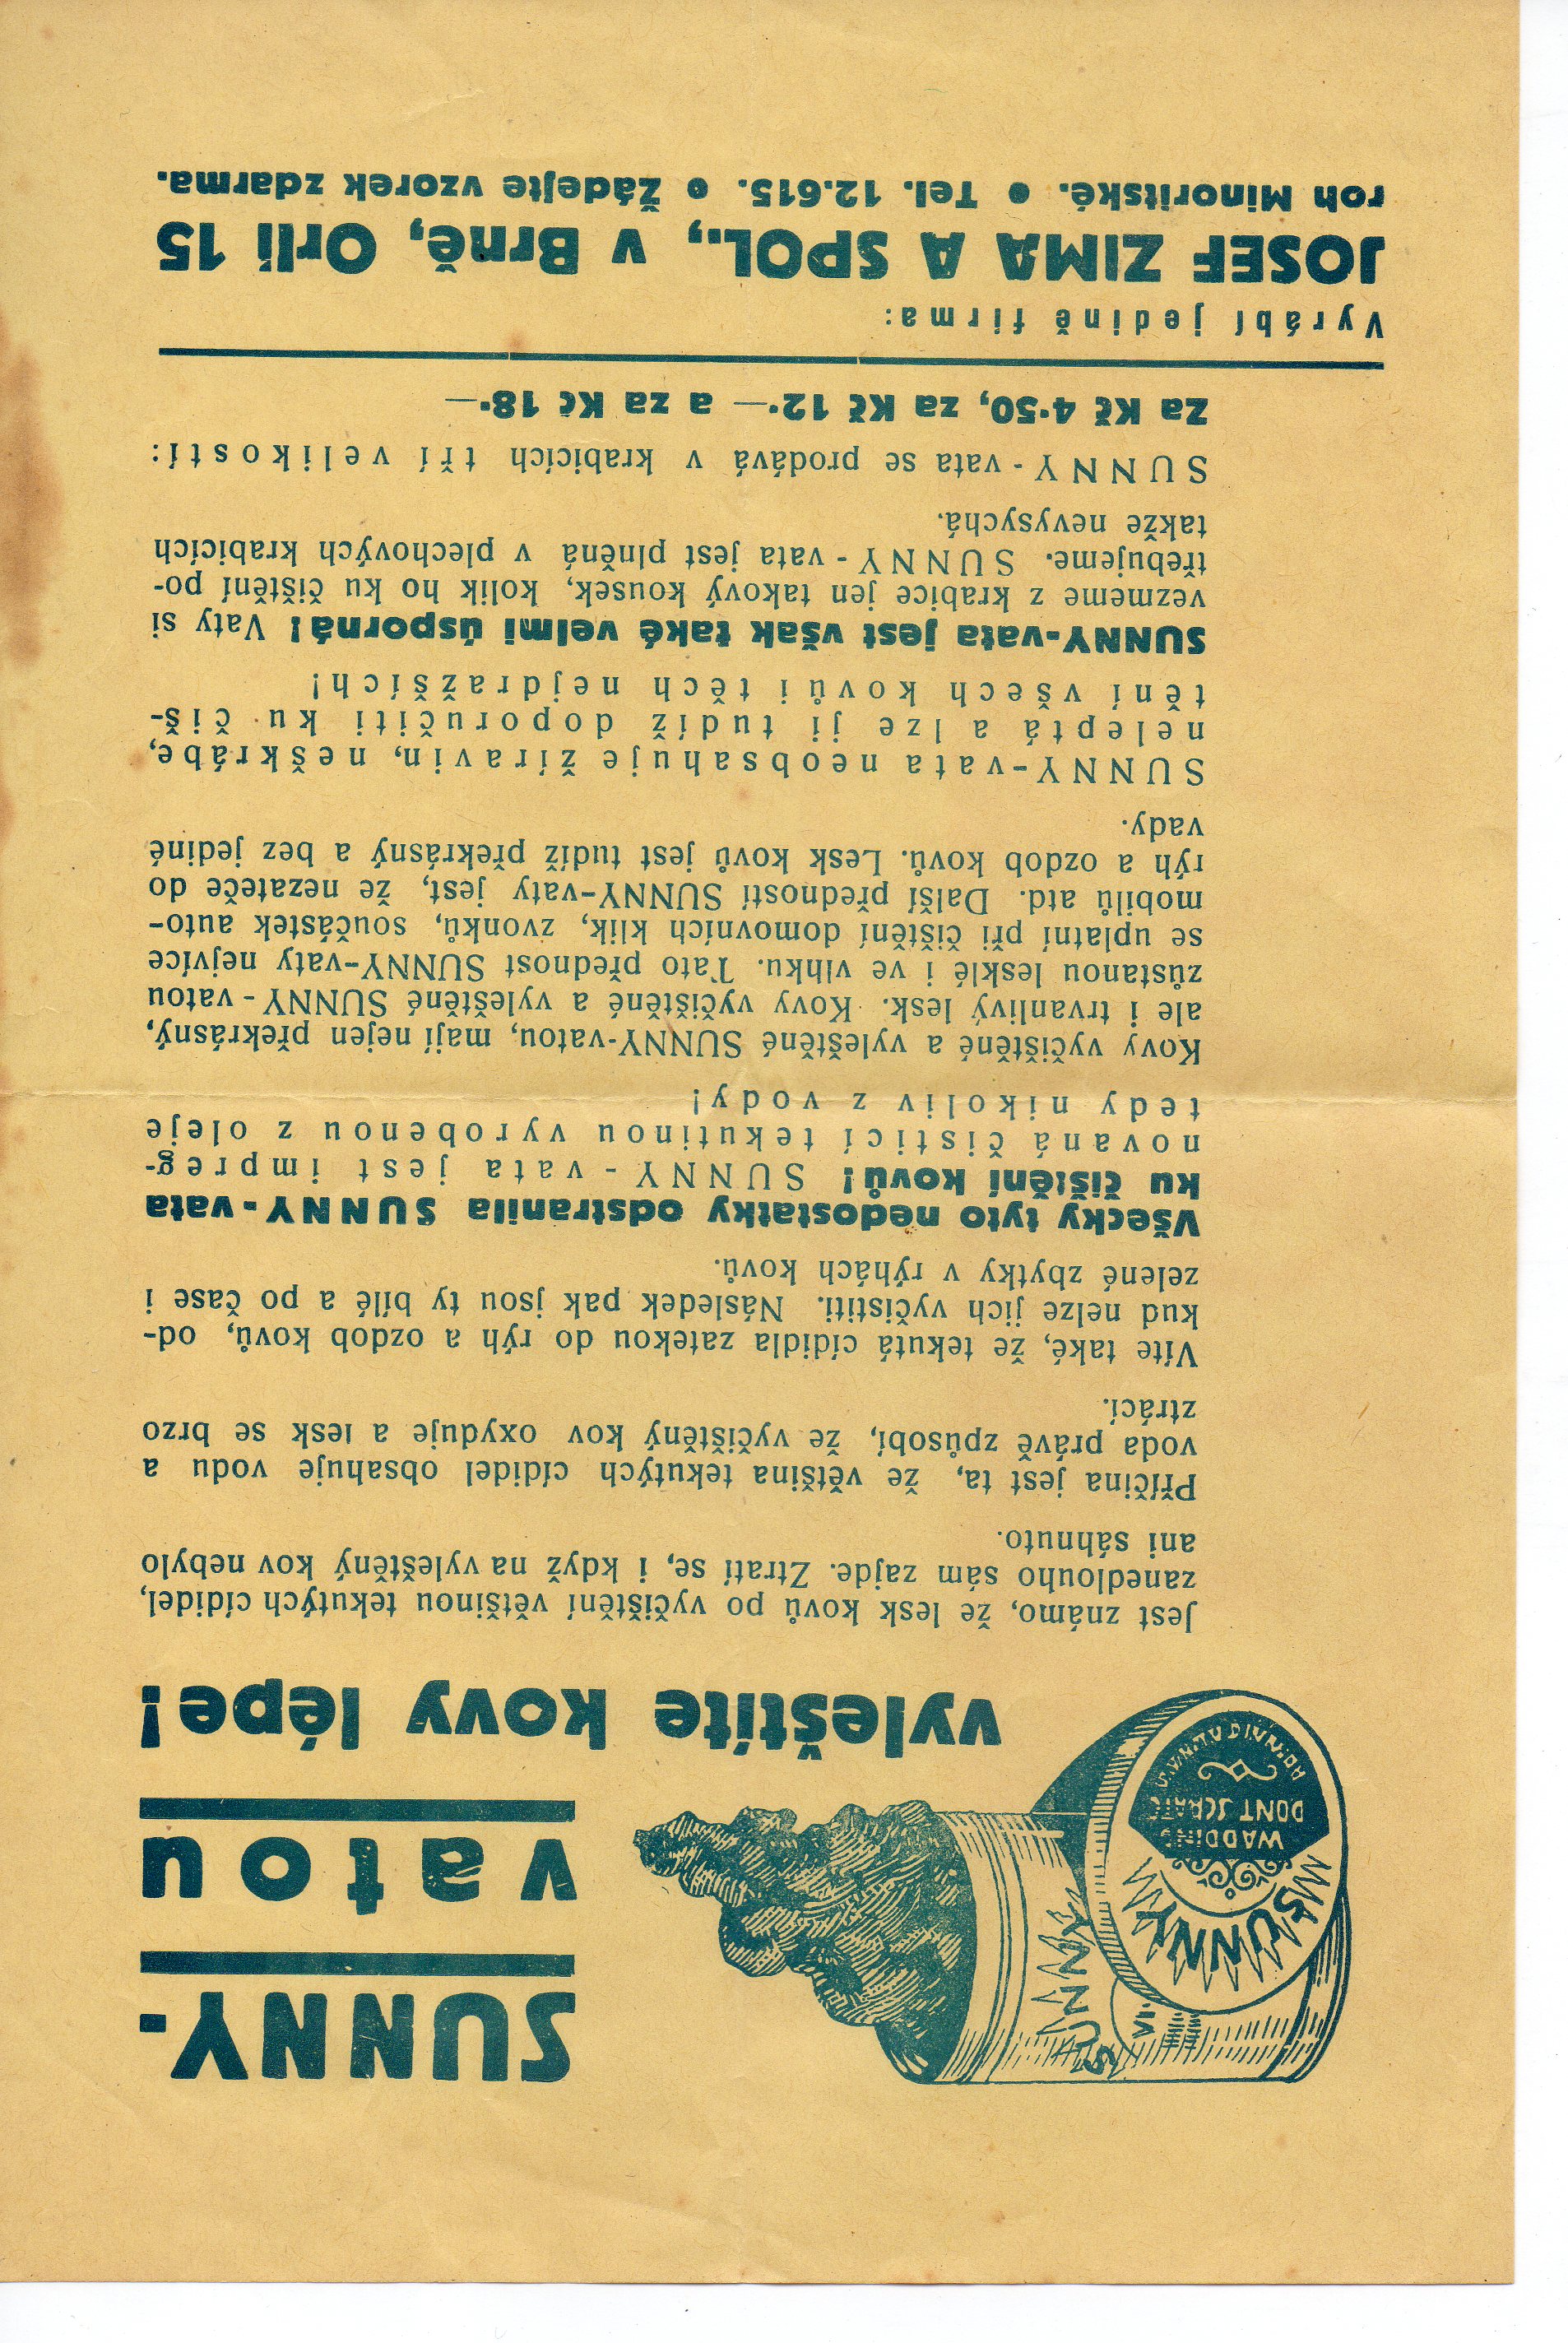 SUNNY-
vatou
vyleštíte kovy lépe!
SUNNY
WADDING
DONT SCRATC
SUNNY
Jest známo, že lesk kovů po vyčištění většinou tekutých cídidel,
zanedlouho sám zajde. Ztratí se, i když na vyleštěný kov nebylo
ani sáhnuto.
Příčina jest ta, že většina tekutých cídidel obsahuje vodu a
voda právě způsobí, že vyčištěný kov oxyduje a lesk se brzo
ztrácí.
Víte také, že tekutá cídidla zatekou do rýh a ozdob kovů, od-
kud nelze jich vyčistiti. Následek pak jsou ty bílé a po čase i
zelené zbytky v rýhách kovů.
Všecky tyto nedostatky odstranila SUNNY-vata
ku čištění kovů! SUNNY-vata jest impreg-
novaná čisticí tekutinou vyrobenou z oleje
tedy nikoliv z vody!
Kovy vyčištěné a vyleštěné SUNNY-vatou, mají nejen překrásný,
ale i trvanlivý lesk. Kovy vyčištěné a vyleštěné SUNNY-vatou
zůstanou lesklé i ve vlhku. Tato přednost SUNNY-vaty nejvíce
se uplatní při čištění domovních klik, zvonků, součástek auto-
mobilů atd. Další předností SUNNY-vaty jest, že nezateče do
rýh a ozdob kovů. Lesk kovů jest tudíž překrásný a bez jediné
vady.
SUNNY-vata neobsahuje žíravin, neškrábe,
neleptá a lze ji tudíž doporučiti ku čiš-
tění všech kovů i těch nejdražších!
SUNNY-vata jest však také velmi úsporná! Vaty si
vezmeme z krabice jen takový kousek, kolik ho ku čištění po-
třebujeme. SUNNY-vata jest plněná v plechových krabicích
takže nevysychá.
SUNNY-vata se prodává v krabicích tří velikostí:
Za Kč 4·50, za Kč 12·— a za Kč 18·—
Vyrábí jedině firma:
JOSEF ZIMA A SPOL., v Brně, Orlí 15
roh Minoritské. ● Tel. 12.615. ● Žádejte vzorek zdarma.